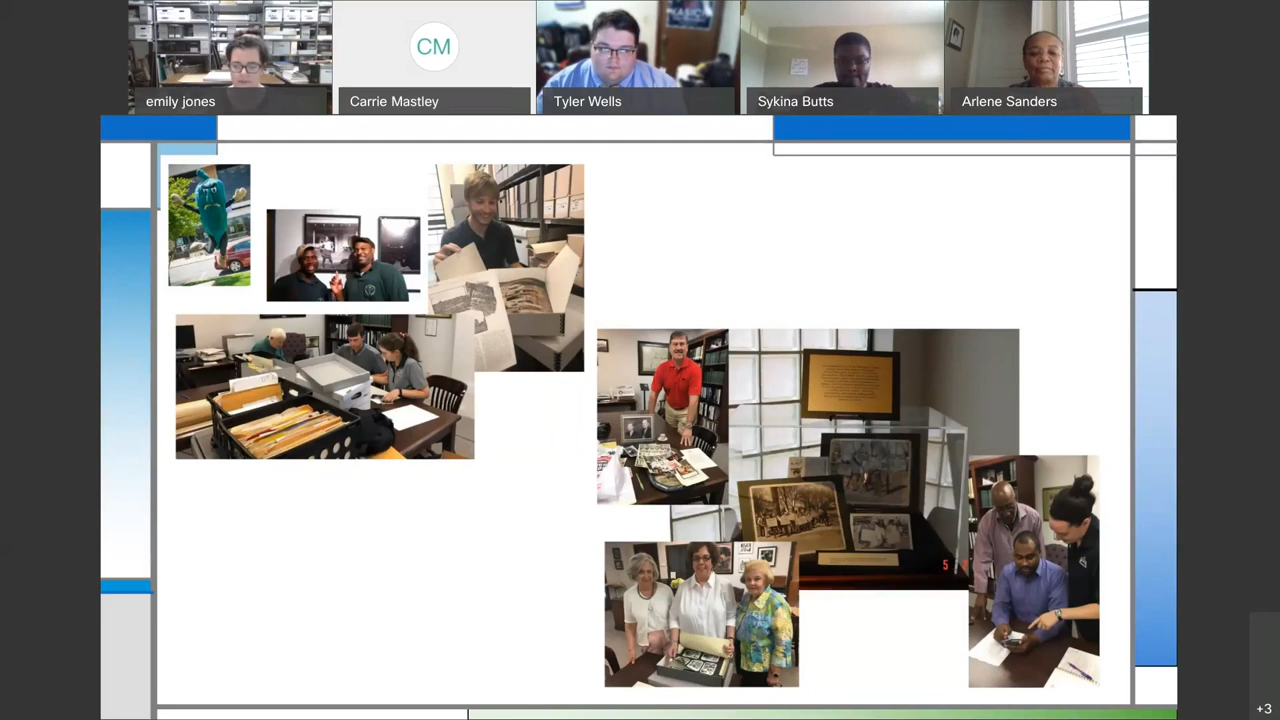 CM
emily jones
Carrie Mastley
Tyler Wells
Sykina Butts
Arlene Sanders
5
+3